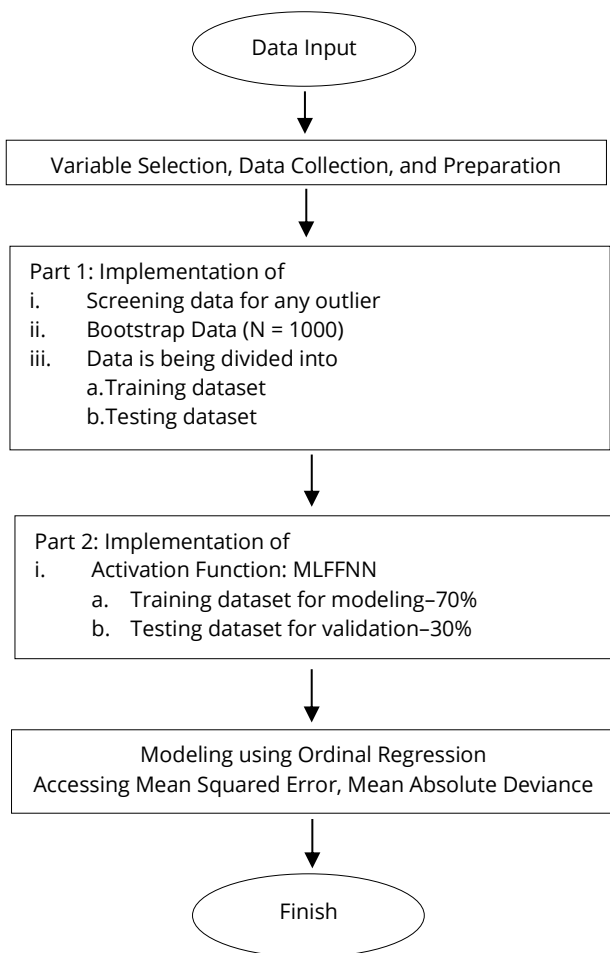 Data Input
Variable Selection, Data Collection, and Preparation
Part 1: Implementation of
i. Screening data for any outlier
ii. Bootstrap Data (N = 1000)
iii. Data is being divided into
a.Training dataset
b.Testing dataset
Part 2: Implementation of
i. Activation Function: MLFFNN
a. Training dataset for modeling–70%
b. Testing dataset for validation–30%
Modeling using Ordinal Regression
Accessing Mean Squared Error, Mean Absolute Deviance
Finish